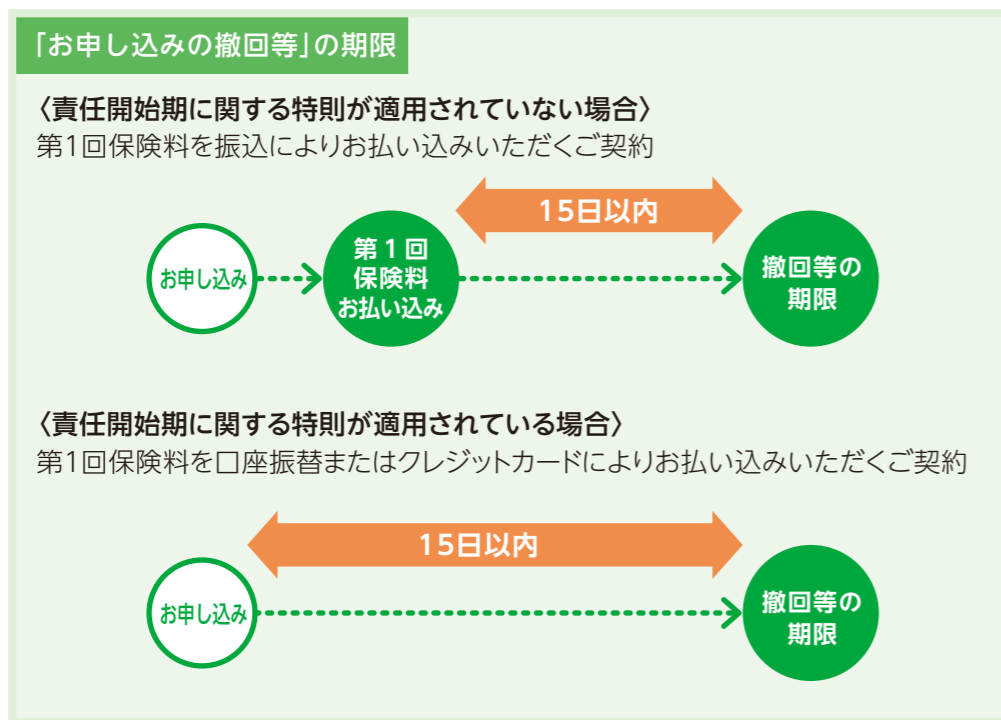 「お申し込みの撤回等」の期限
〈責任開始期に関する特則が適用されていない場合〉
第1回保険料を振込によりお払い込みいただくご契約
15日以内
お申し込み
第1回
保険料
お払い込み
撤回等の
期限
〈責任開始期に関する特則が適用されている場合〉
第1回保険料を口座振替またはクレジットカードによりお払い込みいただくご契約
15日以内
お申し込み
撤回等の
期限